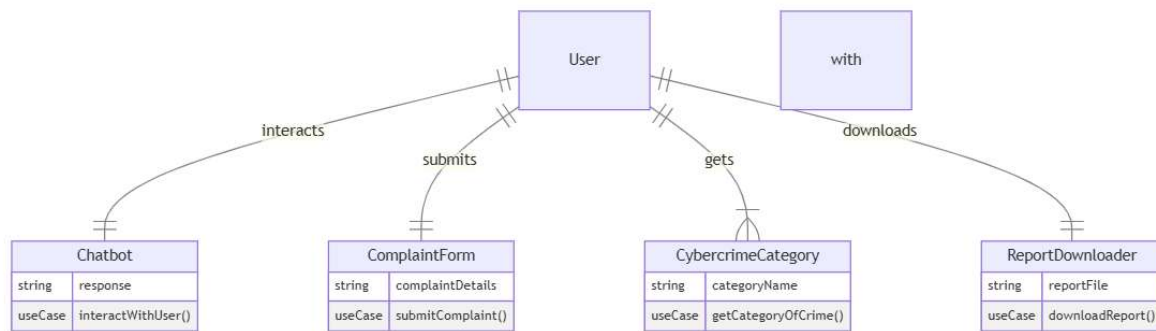 User
with
interacts
downloads
submits
gets
Chatbot
string response
useCase interactWithUser()
ComplaintForm
string complaintDetails
useCase submitComplaint()
CybercrimeCategory
string categoryName
useCase getCategoryOfCrime()
ReportDownloader
string reportFile
useCase downloadReport()